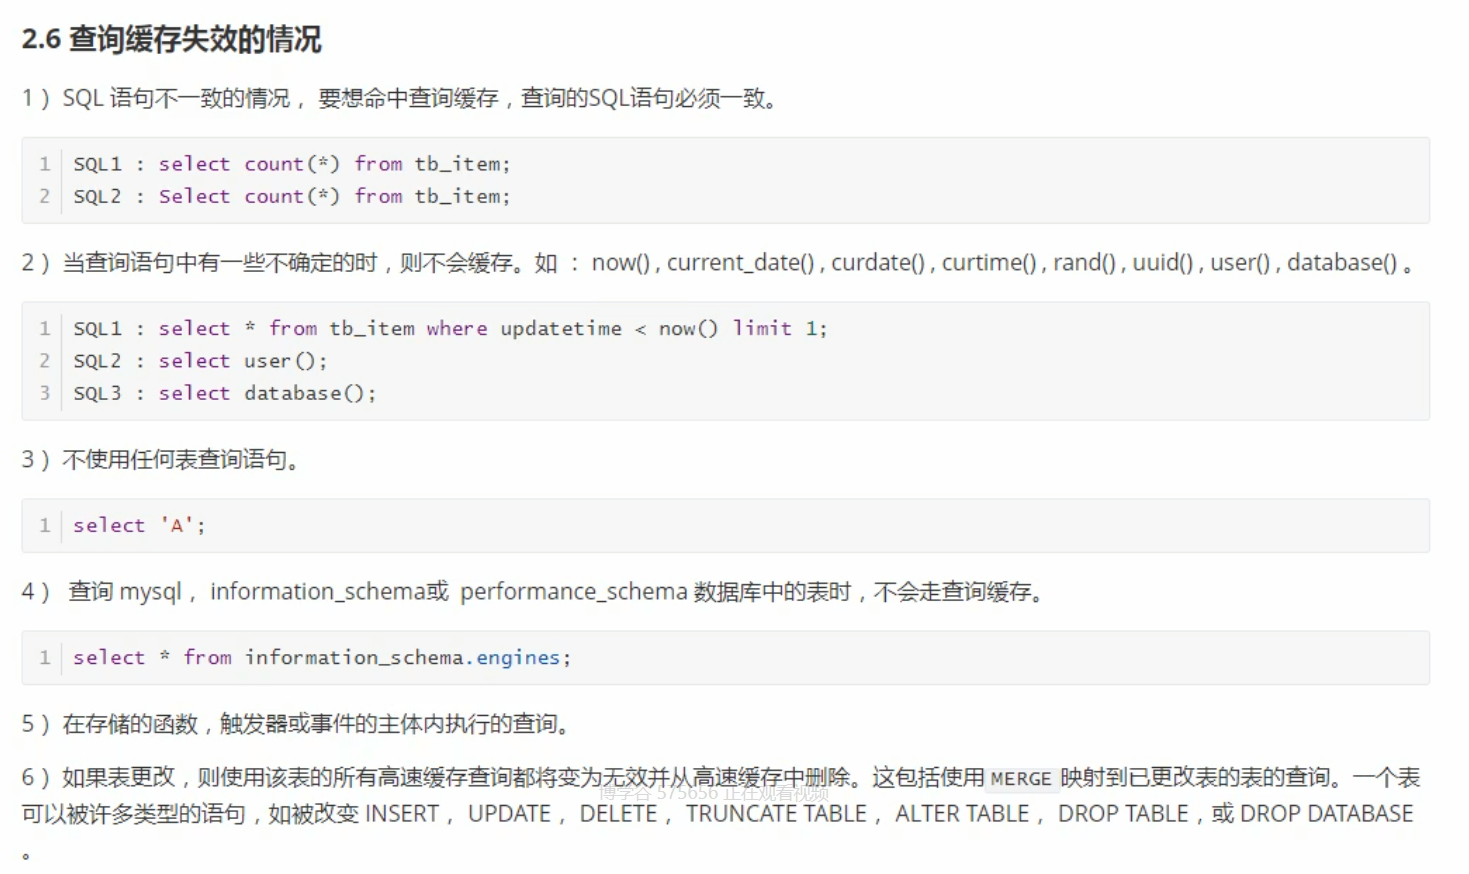 2.6 查询缓存失效的情况
1 ）SQL 语句不一致的情况 ， 要想命中查询缓存，查询的SQL语句必须一致。
1 SQL1 : select count(*) from tb_item;
2 SQL2 : Select count(*) from tb_item;
2 ）当查询语句中有一些不确定的时，则不会缓存。如 ： now() , current_date() , curdate() , curtime() , rand() , uuid() , user() , database() 。
1 SQL1 : select * from tb_item where updatetime < now() limit 1;
2 SQL2 : select user();
3 SQL3 : select database();
3 ）不使用任何表查询语句。
1 select 'A';
4 ） 查询 mysql ， information_schema或 performance_schema 数据库中的表时，不会走查询缓存。
1 select * from information_schema.engines;
5 ）在存储的函数，触发器或事件的主体内执行的查询。
6 ）如果表更改，则使用该表的所有高速缓存查询都将变为无效并从高速缓存中删除。这包括使用 MERGE 映射到已更改表的表的查询。一个表
博学谷 575656 正在观看视频
可以被许多类型的语句，如被改变 INSERT ， UPDATE ， DELETE ， TRUNCATE TABLE ， ALTER TABLE ， DROP TABLE ，或 DROP DATABASE
。